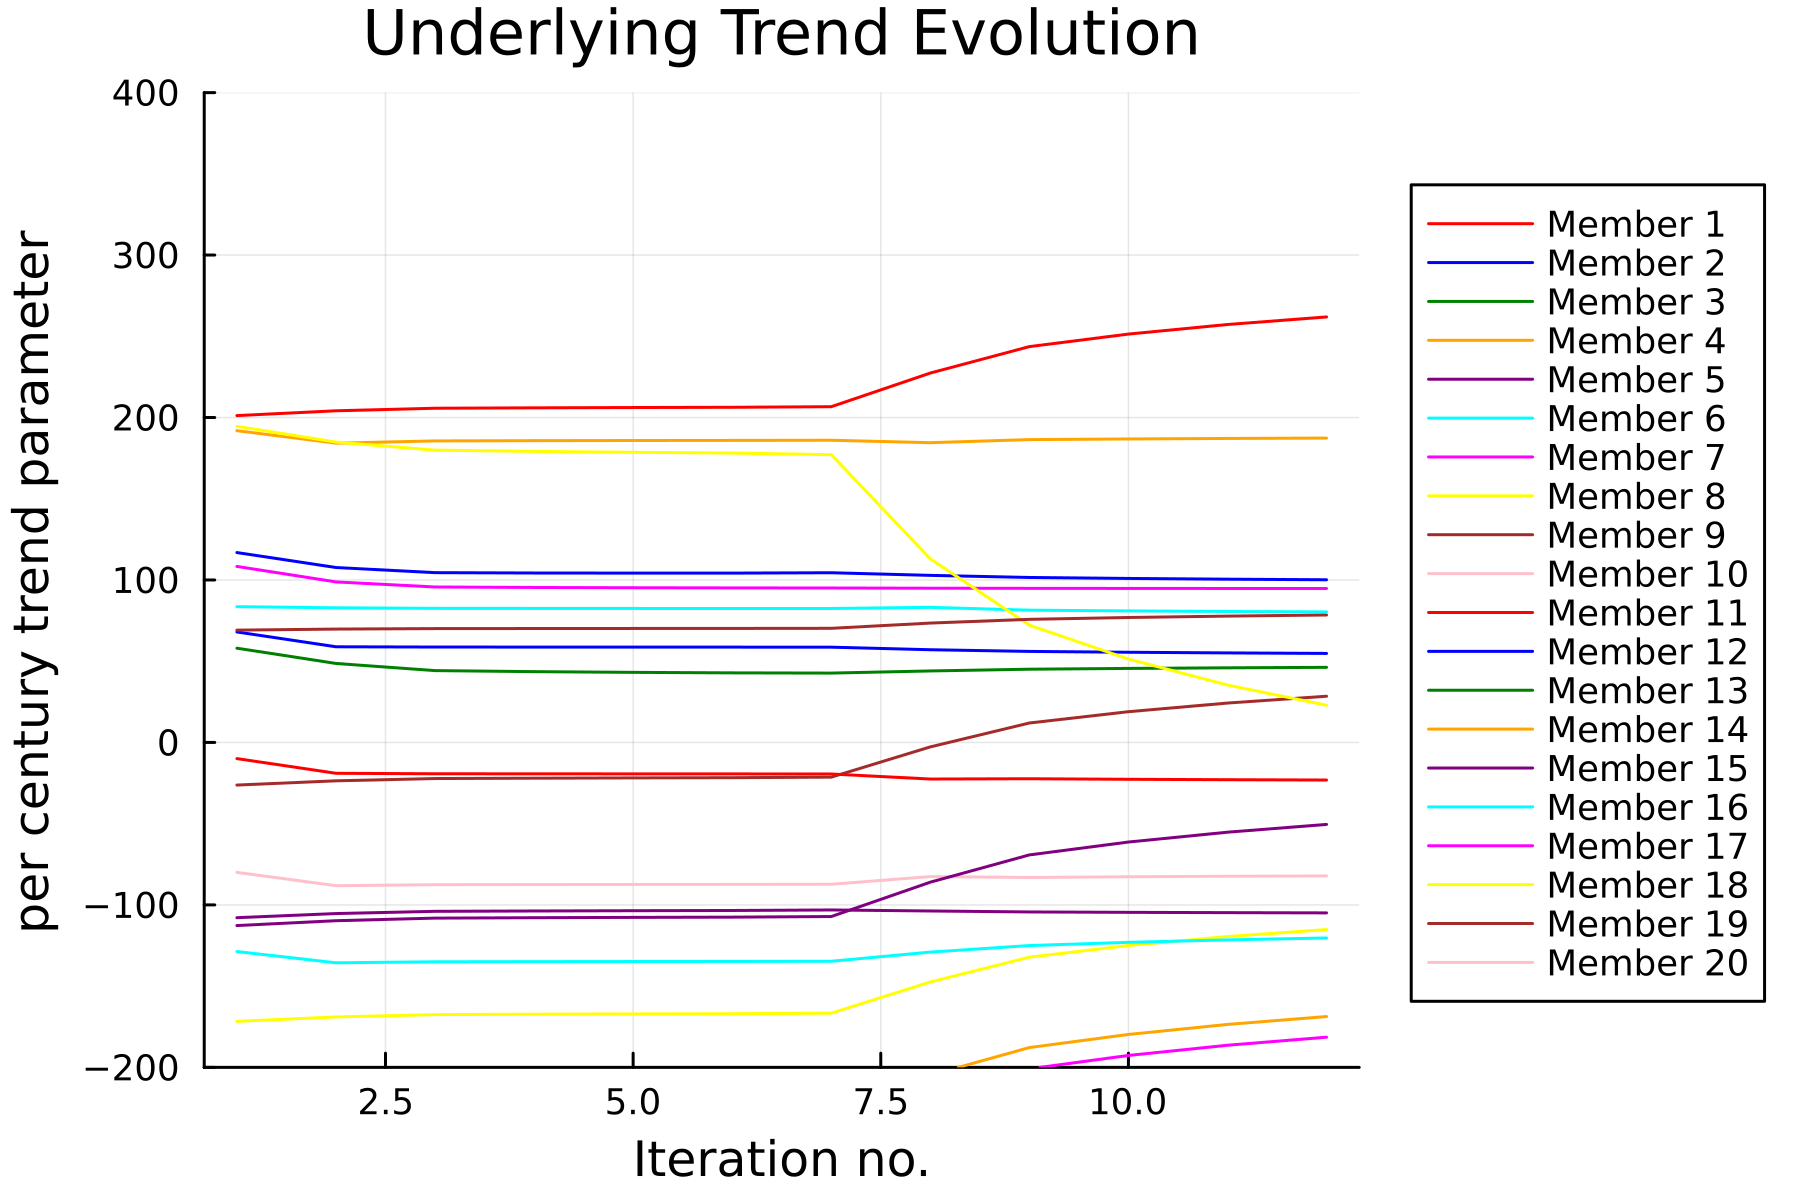 Underlying Trend Evolution
per century trend parameter
400
300
200
100
0
−100
−200
2.5
5.0
7.5
10.0
Iteration no.
Member 1
Member 2
Member 3
Member 4
Member 5
Member 6
Member 7
Member 8
Member 9
Member 10
Member 11
Member 12
Member 13
Member 14
Member 15
Member 16
Member 17
Member 18
Member 19
Member 20